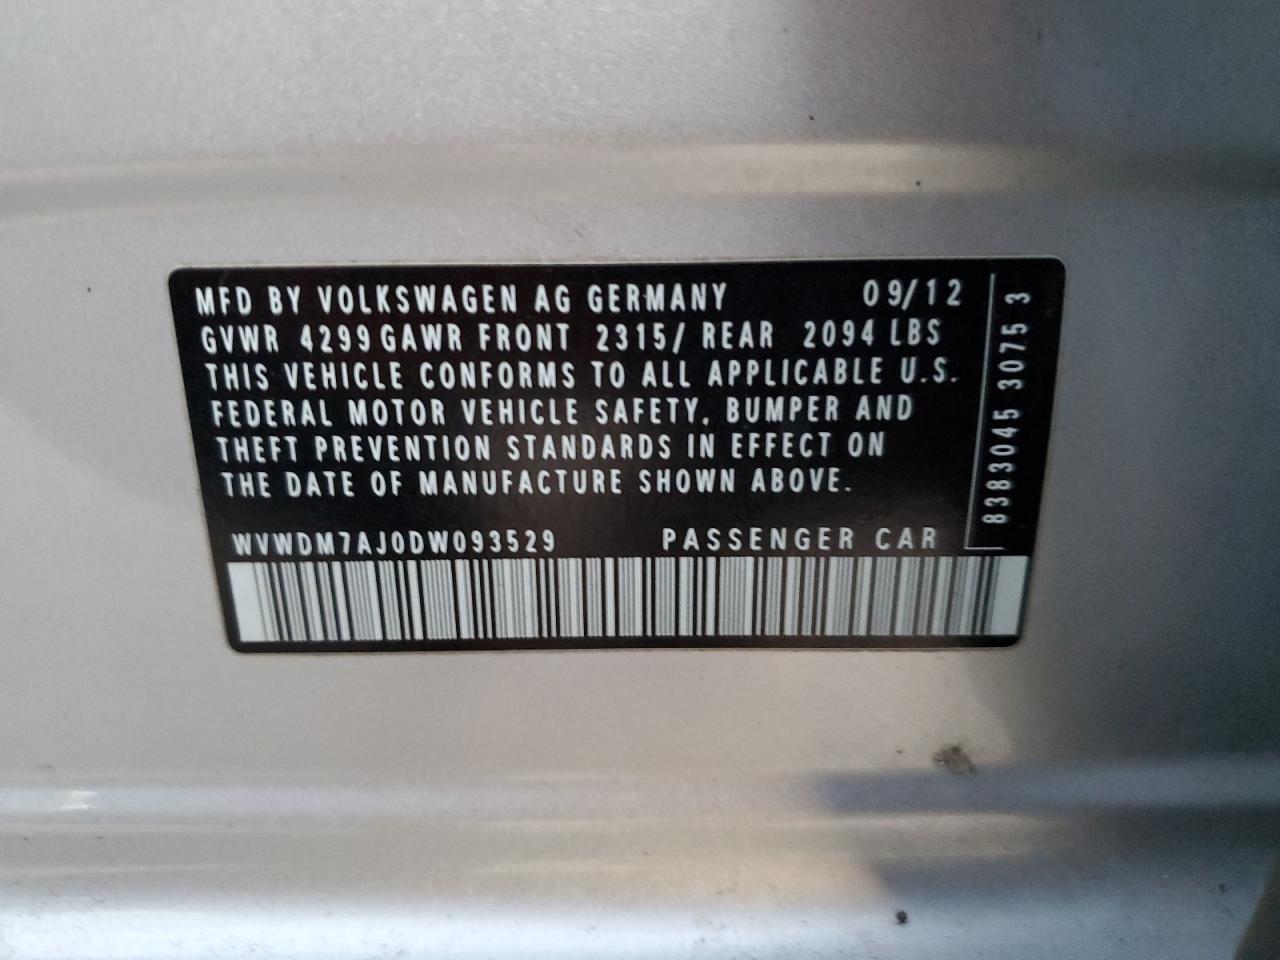 MFD BY VOLKSWAGEN AG GERMANY 09/12
GVWR 4299 GAWR FRONT 2315/ REAR 2094 LBS
THIS VEHICLE CONFORMS TO ALL APPLICABLE U.S.
FEDERAL MOTOR VEHICLE SAFETY, BUMPER AND
THEFT PREVENTION STANDARDS IN EFFECT ON
THE DATE OF MANUFACTURE SHOWN ABOVE.
WVWDM7AJ0DW093529 PASSENGER CAR
8383045 3075 3